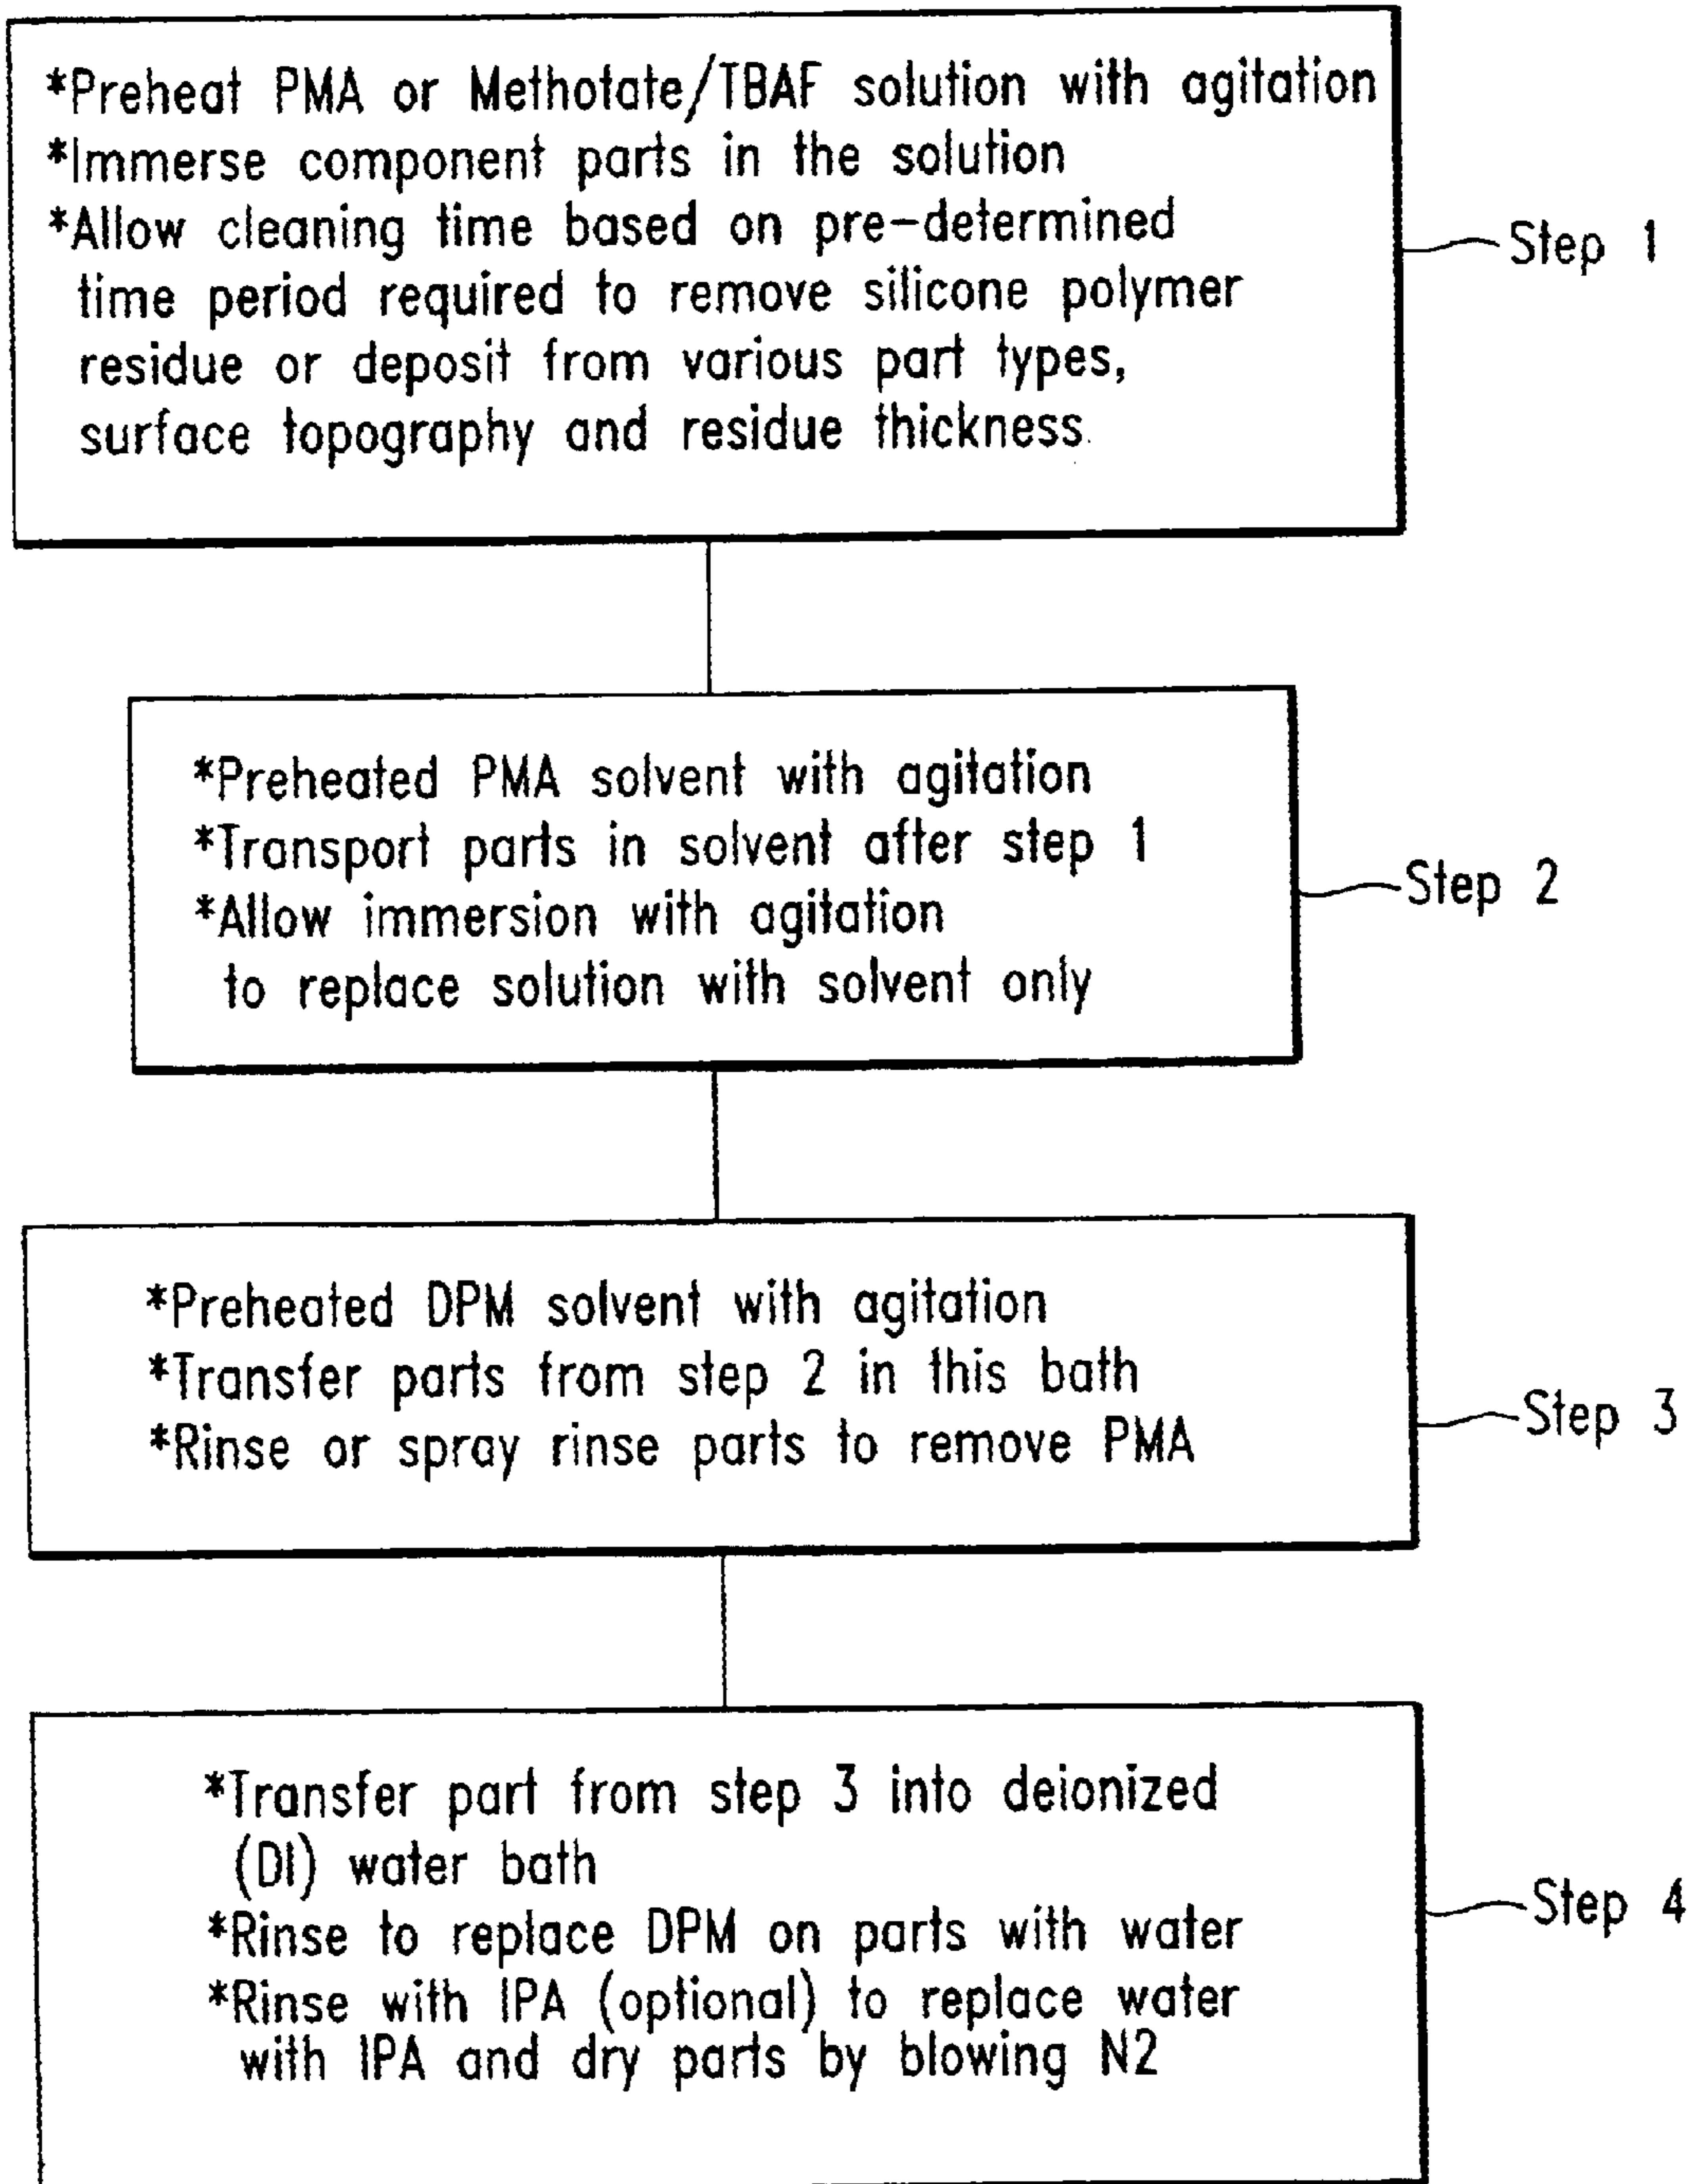 *Preheat PMA or Methotate/TBAF solution with agitation
*Immerse component parts in the solution
*Allow cleaning time based on pre-determined
time period required to remove silicone polymer
residue or deposit from various part types,
surface topography and residue thickness.
Step 1
*Preheated PMA solvent with agitation
*Transport parts in solvent after step 1
*Allow immersion with agitation
to replace solution with solvent only
Step 2
*Preheated DPM solvent with agitation
*Transfer parts from step 2 in this bath
*Rinse or spray rinse parts to remove PMA
Step 3
*Transfer part from step 3 into deionized
(DI) water bath
*Rinse to replace DPM on parts with water
*Rinse with IPA (optional) to replace water
with IPA and dry parts by blowing N2
Step 4